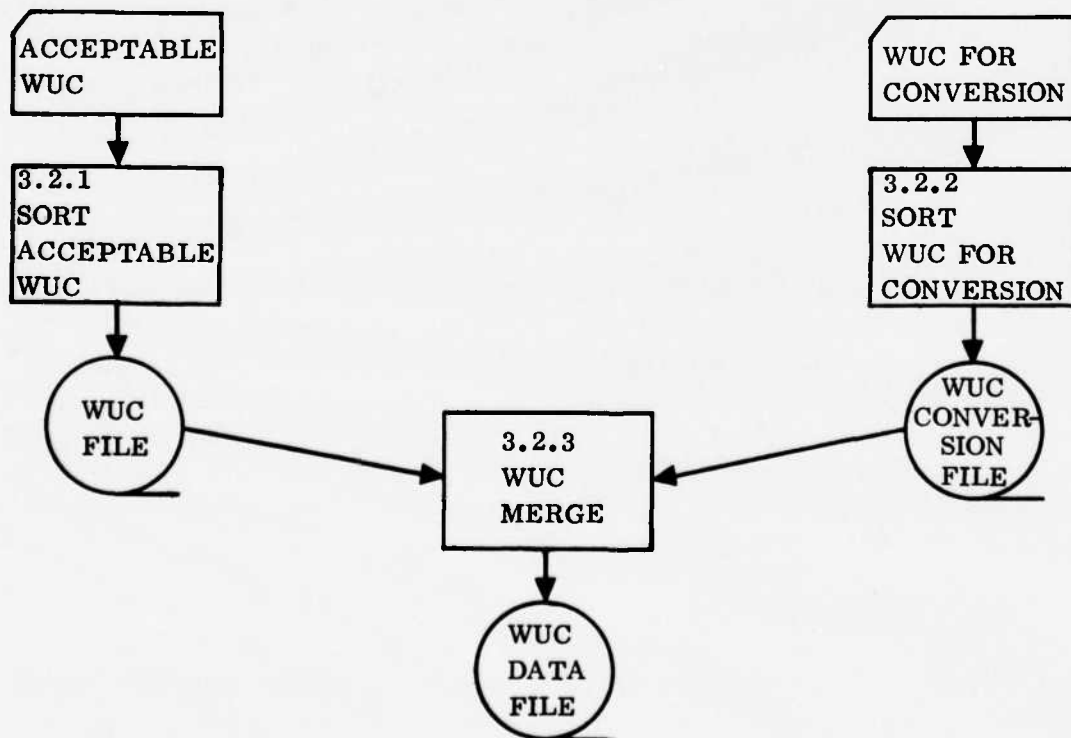 ACCEPTABLE
WUC
WUC FOR
CONVERSION
3.2.1
SORT
ACCEPTABLE
WUC
3.2.2
SORT
WUC FOR
CONVERSION
WUC
FILE
WUC
CONVER-
SION
FILE
3.2.3
WUC
MERGE
WUC
DATA
FILE